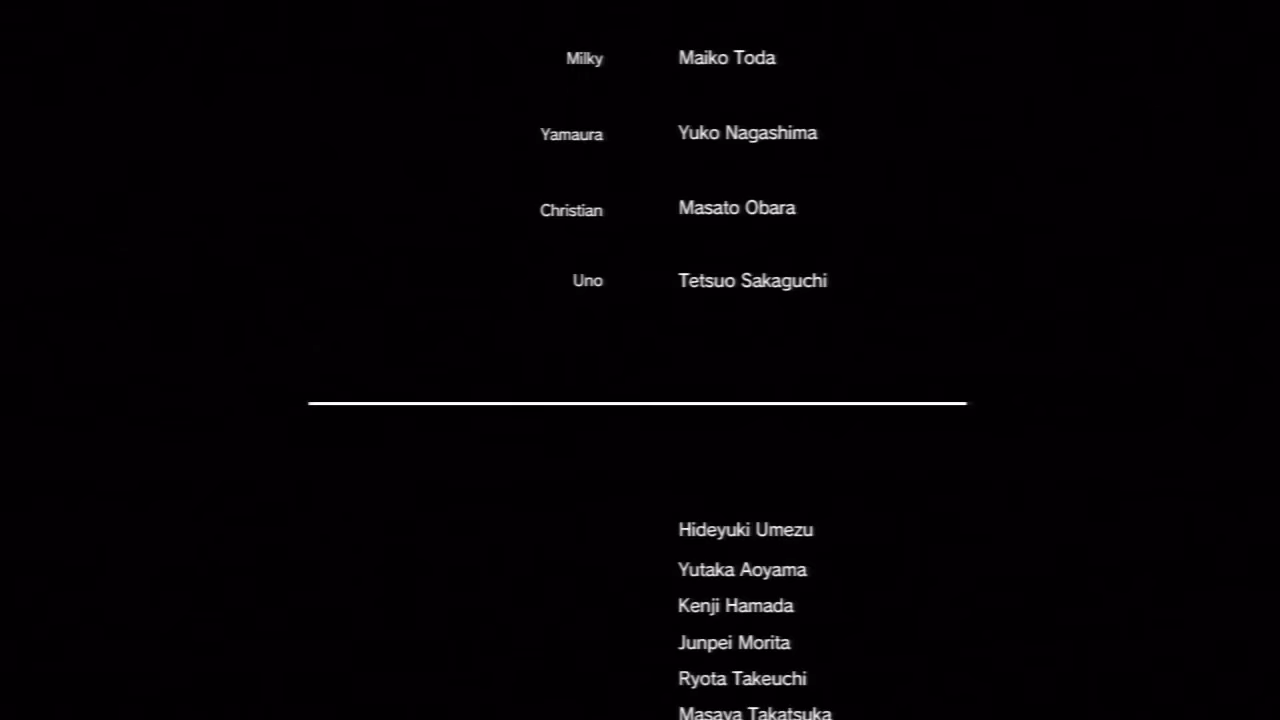 Milky Maiko Toda
Yamaura Yuko Nagashima
Christian Masato Obara
Uno Tetsuo Sakaguchi
Hideyuki Umezu
Yutaka Aoyama
Kenji Hamada
Junpei Morita
Ryota Takeuchi
Masaya Takatsuka